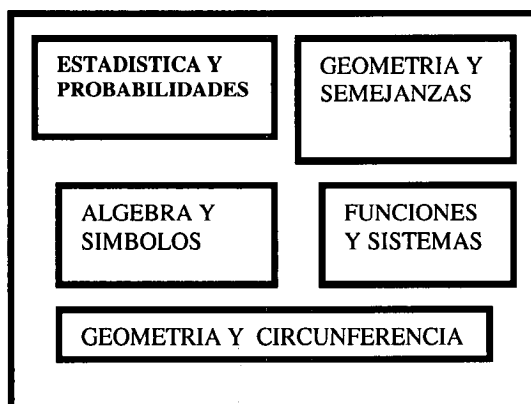 ESTADISTICA Y
PROBABILIDADES
GEOMETRIA Y
SEMEJANZAS
ALGEBRA Y
SIMBOLOS
FUNCIONES
Y SISTEMAS
GEOMETRIA Y CIRCUNFERENCIA